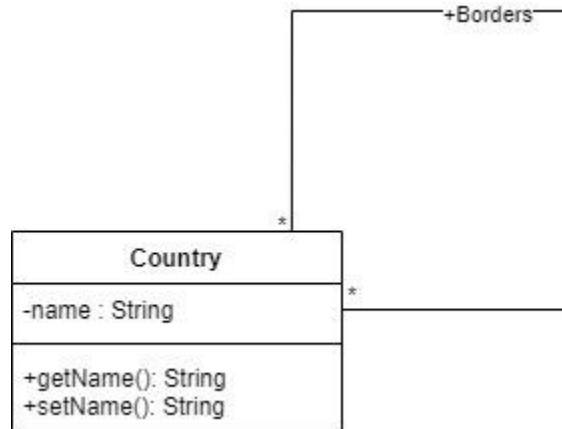 +Borders
*
Country
*
-name : String
+getName(): String
+setName(): String